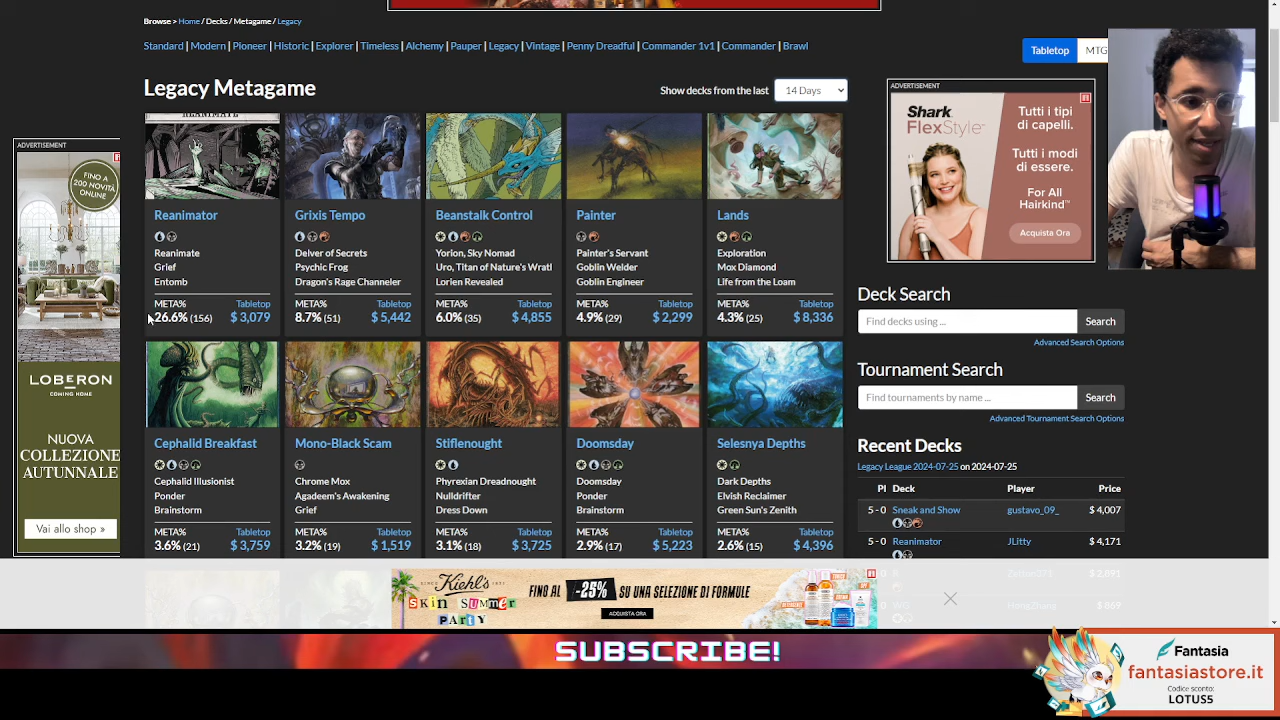 Browse > Home / Decks / Metagame / Legacy
Standard | Modern | Pioneer | Historic | Explorer | Timeless | Alchemy | Pauper | Legacy | Vintage | Penny Dreadful | Commander 1v1 | Commander | Brawl
Tabletop MTG
Legacy Metagame
Show decks from the last 14 Days
REANIMATE
Reanimator
Reanimate
Grief
Entomb
META% Tabletop
26.6% (156) $ 3,079
Grixis Tempo
Delver of Secrets
Psychic Frog
Dragon's Rage Channeler
META% Tabletop
8.7% (51) $ 5,442
Beanstalk Control
Yorion, Sky Nomad
Uro, Titan of Nature's Wratl
Lorien Revealed
META% Tabletop
6.0% (35) $ 4,855
Painter
Painter's Servant
Goblin Welder
Goblin Engineer
META% Tabletop
4.9% (29) $ 2,299
Lands
Exploration
Mox Diamond
Life from the Loam
META% Tabletop
4.3% (25) $ 8,336
Cephalid Breakfast
Cephalid Illusionist
Ponder
Brainstorm
META% Tabletop
3.6% (21) $ 3,759
Mono-Black Scam
Chrome Mox
Agadeem's Awakening
Grief
META% Tabletop
3.2% (19) $ 1,519
Stiflenought
Phyrexian Dreadnought
Nulldrifter
Dress Down
META% Tabletop
3.1% (18) $ 3,725
Doomsday
Doomsday
Ponder
Brainstorm
META% Tabletop
2.9% (17) $ 5,223
Selesnya Depths
Dark Depths
Elvish Reclaimer
Green Sun's Zenith
META% Tabletop
2.6% (15) $ 4,396
ADVERTISEMENT
FINO A
200 NOVITÀ
ONLINE
LOBERON
COMING HOME
NUOVA
COLLEZIONE
AUTUNNALE
Vai allo shop »
ADVERTISEMENT
Shark
FlexStyle™
Tutti i tipi
di capelli.
Tutti i modi
di essere.
For All
Hairkind™
Acquista Ora
Deck Search
Find decks using ... Search
Advanced Search Options
Tournament Search
Find tournaments by name ... Search
Advanced Tournament Search Options
Recent Decks
Legacy League 2024-07-25 on 2024-07-25
Pl Deck Player Price
5 - 0 Sneak and Show gustavo_09_ $ 4,007
5 - 0 Reanimator JLitty $ 4,171
$ 2,891
WG $ 869
SINCE 1851
Kiehl's
SKIN SUMMER
PARTY
FINO AL -25% SU UNA SELEZIONE DI FORMULE
ACQUISTA ORA
SUBSCRIBE!
Fantasia
fantasiastore.it
Codice sconto:
LOTUS5